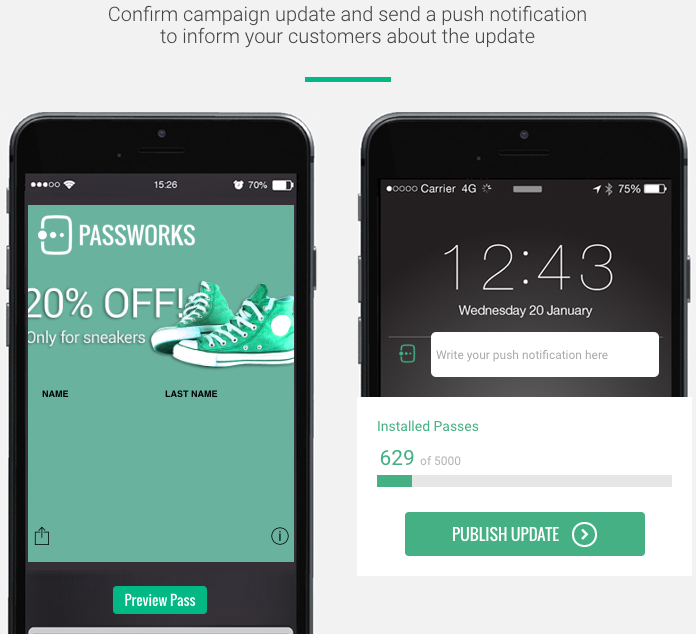 Confirm campaign update and send a push notification
to inform your customers about the update
15:26
70%
PASSWORKS
20% OFF!
Only for sneakers
NAME
LAST NAME
Preview Pass
Carrier 4G
75%
12:43
Wednesday 20 January
Write your push notification here
Installed Passes
629 of 5000
PUBLISH UPDATE